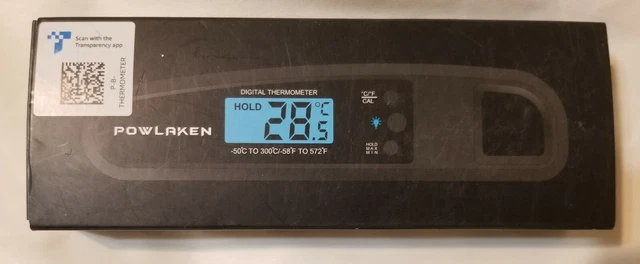 Scan with the
Transparency app
P-B-
THERMOMETER
DIGITAL THERMOMETER
HOLD 28.5 °C
-50℃ TO 300℃/-58℉ TO 572℉
POWLAKEN
°C/°F
CAL
HOLD
MAX
MIN